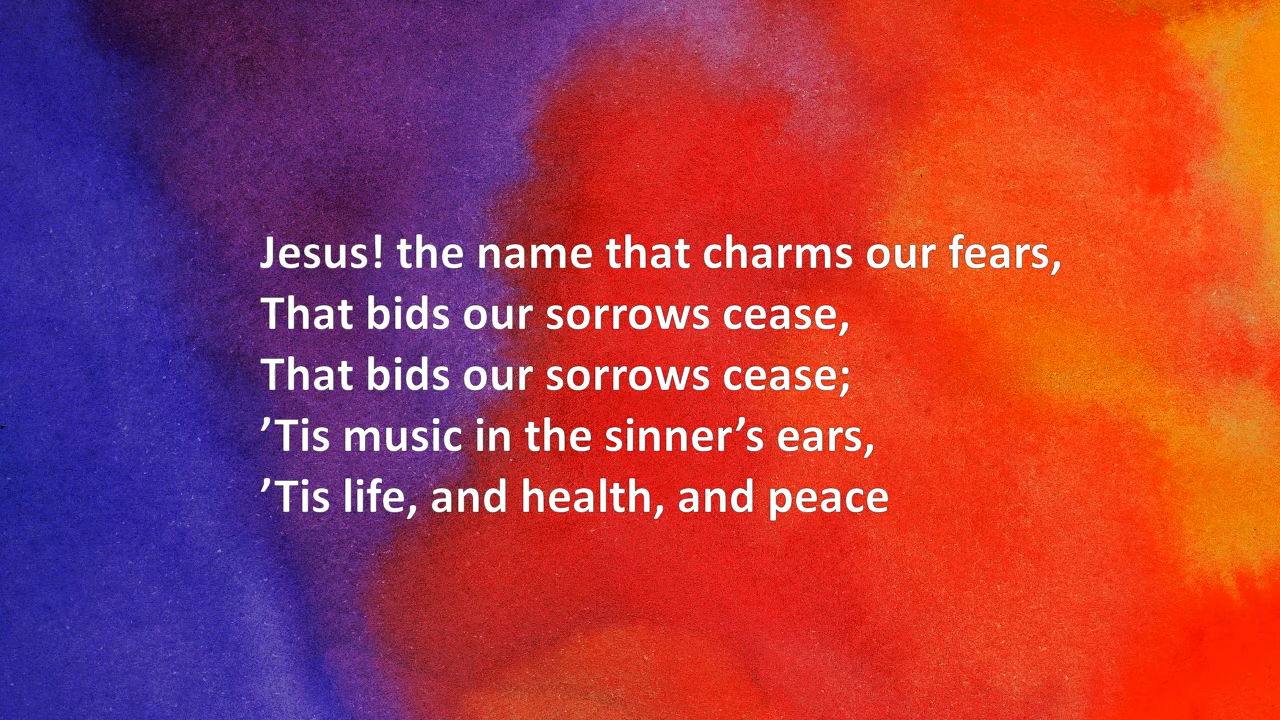 Jesus! the name that charms our fears,
That bids our sorrows cease,
That bids our sorrows cease;
’Tis music in the sinner’s ears,
’Tis life, and health, and peace